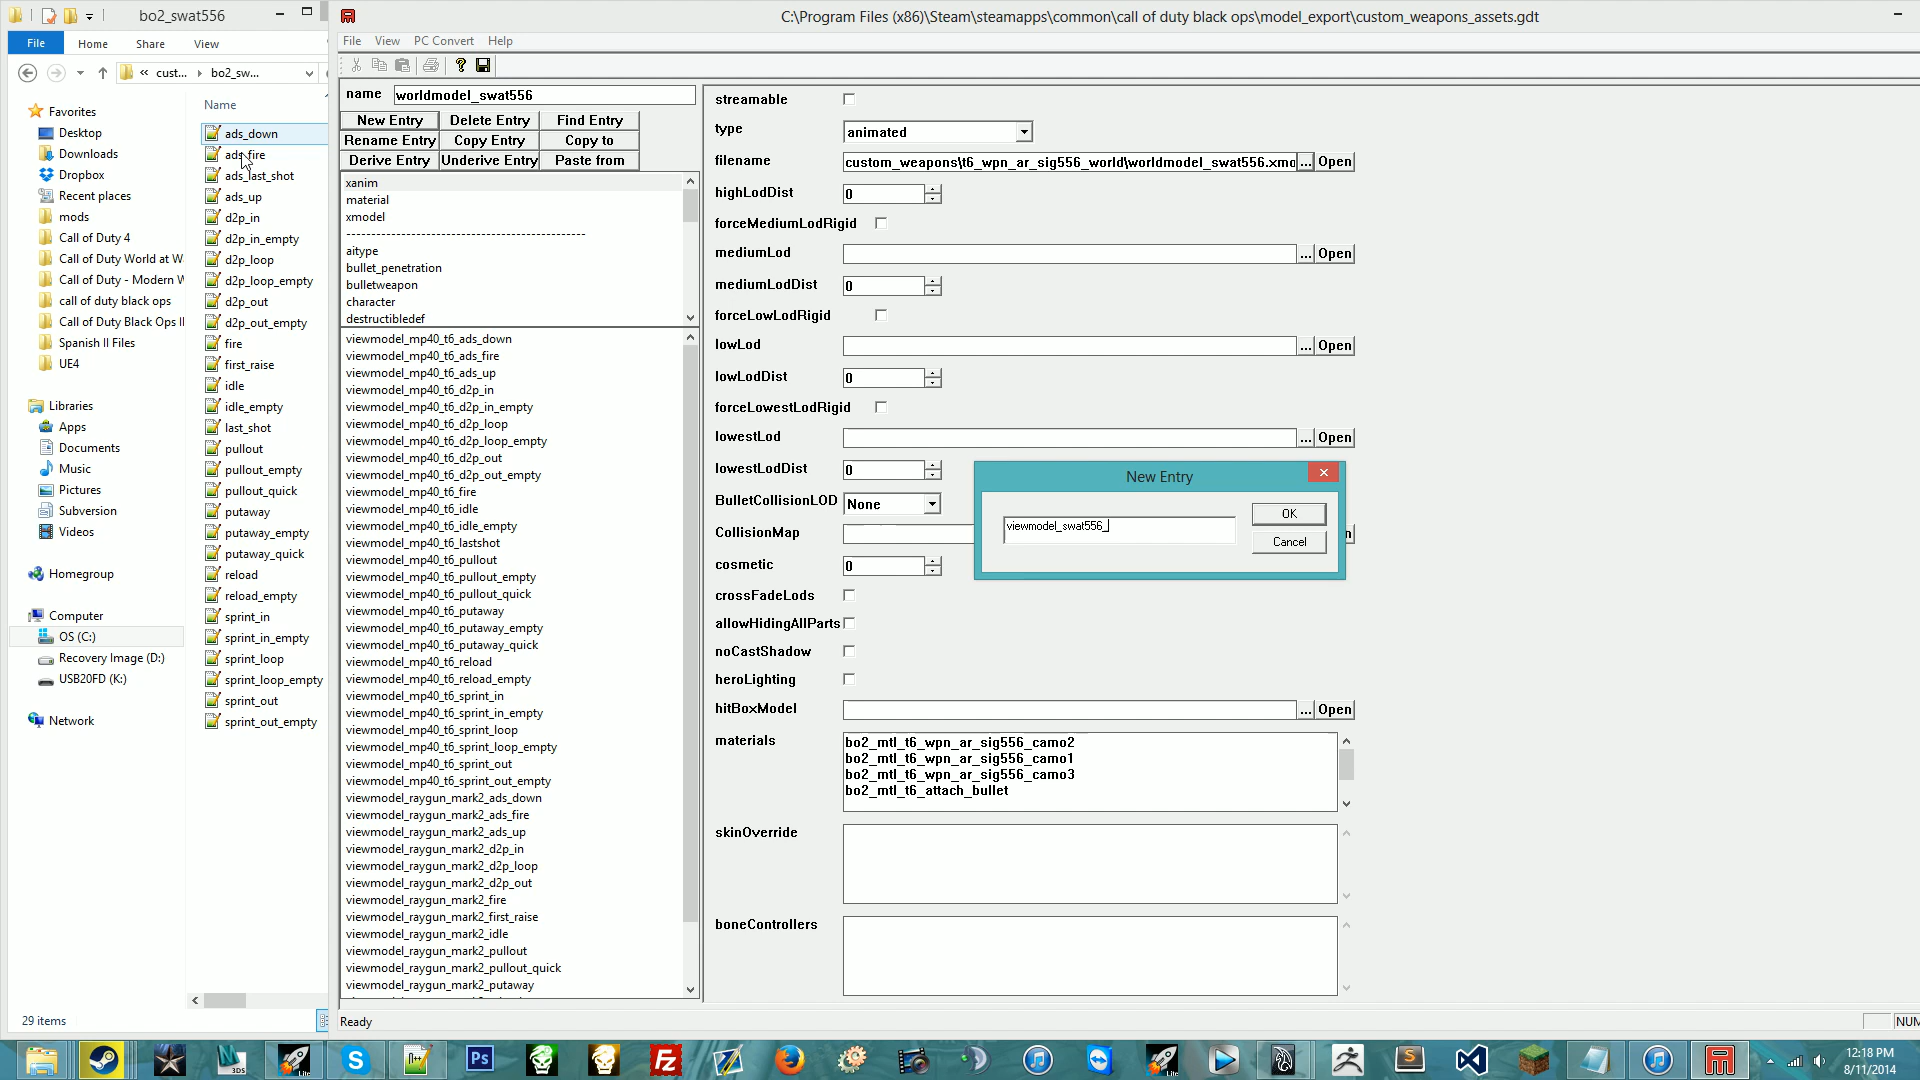 bo2_swat556
File
Home
Share
View
« cust... › bo2_sw...
Favorites
Desktop
Downloads
Dropbox
Recent places
mods
Call of Duty 4
Call of Duty World at W
Call of Duty - Modern W
call of duty black ops
Call of Duty Black Ops II
Spanish II Files
UE4
Libraries
Apps
Documents
Music
Pictures
Subversion
Videos
Homegroup
Computer
OS (C:)
Recovery Image (D:)
USB20FD (K:)
Network
29 items
Name
ads_down
ads_fire
ads_last_shot
ads_up
d2p_in
d2p_in_empty
d2p_loop
d2p_loop_empty
d2p_out
d2p_out_empty
fire
first_raise
idle
idle_empty
last_shot
pullout
pullout_empty
pullout_quick
putaway
putaway_empty
putaway_quick
reload
reload_empty
sprint_in
sprint_in_empty
sprint_loop
sprint_loop_empty
sprint_out
sprint_out_empty
C:\Program Files (x86)\Steam\steamapps\common\call of duty black ops\model_export\custom_weapons_assets.gdt
File View PC Convert Help
name worldmodel_swat556
New Entry Delete Entry Find Entry
Rename Entry Copy Entry Copy to
Derive Entry Underive Entry Paste from
xanim
material
xmodel
------------------------------------------------
aitype
bullet_penetration
bulletweapon
character
destructibledef
viewmodel_mp40_t6_ads_down
viewmodel_mp40_t6_ads_fire
viewmodel_mp40_t6_ads_up
viewmodel_mp40_t6_d2p_in
viewmodel_mp40_t6_d2p_in_empty
viewmodel_mp40_t6_d2p_loop
viewmodel_mp40_t6_d2p_loop_empty
viewmodel_mp40_t6_d2p_out
viewmodel_mp40_t6_d2p_out_empty
viewmodel_mp40_t6_fire
viewmodel_mp40_t6_idle
viewmodel_mp40_t6_idle_empty
viewmodel_mp40_t6_lastshot
viewmodel_mp40_t6_pullout
viewmodel_mp40_t6_pullout_empty
viewmodel_mp40_t6_pullout_quick
viewmodel_mp40_t6_putaway
viewmodel_mp40_t6_putaway_empty
viewmodel_mp40_t6_putaway_quick
viewmodel_mp40_t6_reload
viewmodel_mp40_t6_reload_empty
viewmodel_mp40_t6_sprint_in
viewmodel_mp40_t6_sprint_in_empty
viewmodel_mp40_t6_sprint_loop
viewmodel_mp40_t6_sprint_loop_empty
viewmodel_mp40_t6_sprint_out
viewmodel_mp40_t6_sprint_out_empty
viewmodel_raygun_mark2_ads_down
viewmodel_raygun_mark2_ads_fire
viewmodel_raygun_mark2_ads_up
viewmodel_raygun_mark2_d2p_in
viewmodel_raygun_mark2_d2p_loop
viewmodel_raygun_mark2_d2p_out
viewmodel_raygun_mark2_fire
viewmodel_raygun_mark2_first_raise
viewmodel_raygun_mark2_idle
viewmodel_raygun_mark2_pullout
viewmodel_raygun_mark2_pullout_quick
viewmodel_raygun_mark2_putaway
Ready
streamable
type animated
filename custom_weapons\t6_wpn_ar_sig556_world\worldmodel_swat556.xmo ... Open
highLodDist 0
forceMediumLodRigid
mediumLod ... Open
mediumLodDist 0
forceLowLodRigid
lowLod ... Open
lowLodDist 0
forceLowestLodRigid
lowestLod ... Open
lowestLodDist 0
BulletCollisionLOD None
CollisionMap n
cosmetic 0
crossFadeLods
allowHidingAllParts
noCastShadow
heroLighting
hitBoxModel ... Open
materials bo2_mtl_t6_wpn_ar_sig556_camo2
bo2_mtl_t6_wpn_ar_sig556_camo1
bo2_mtl_t6_wpn_ar_sig556_camo3
bo2_mtl_t6_attach_bullet
skinOverride
boneControllers
New Entry
viewmodel_swat556_
OK
Cancel
NUM
3DS
Lite
Ps
Fz
Lite
S
12:18 PM
8/11/2014